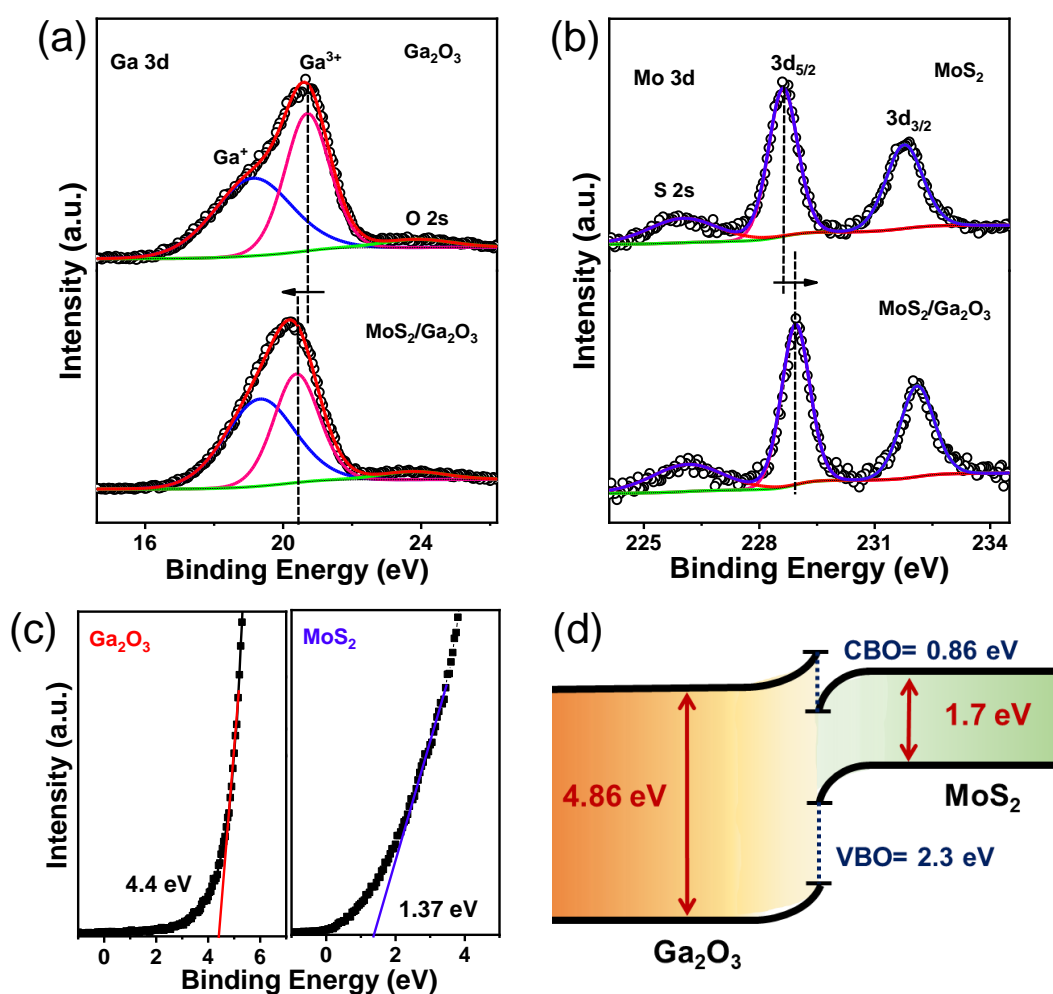 (a)
Ga 3d
Ga³⁺
Ga₂O₃
Ga⁺
O 2s
MoS₂/Ga₂O₃
Intensity (a.u.)
16 20 24
Binding Energy (eV)
(b)
Mo 3d
3d₅/₂
MoS₂
3d₃/₂
S 2s
MoS₂/Ga₂O₃
Intensity (a.u.)
225 228 231 234
Binding Energy (eV)
(c)
Ga₂O₃
MoS₂
Intensity (a.u.)
4.4 eV
1.37 eV
0 2 4 6
0 2 4
Binding Energy (eV)
(d)
CBO= 0.86 eV
1.7 eV
4.86 eV
MoS₂
VBO= 2.3 eV
Ga₂O₃